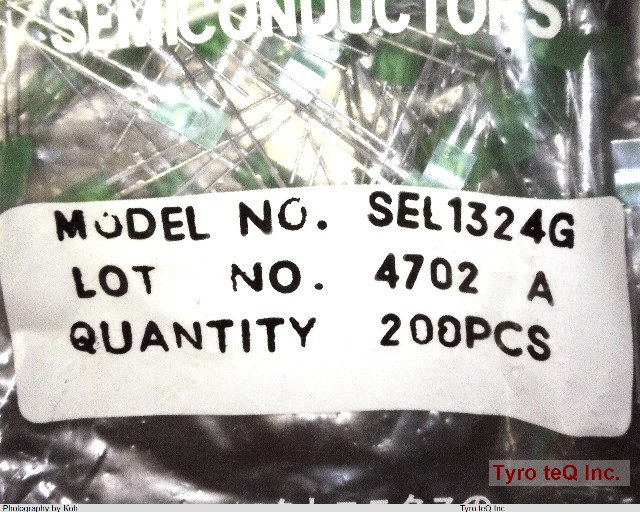 SEMICONDUCTORS
MODEL NO. SEL1324G
LOT NO. 4702 A
QUANTITY 200PCS
Tyro teQ Inc.
Photography by Koh
Tyro teQ Inc